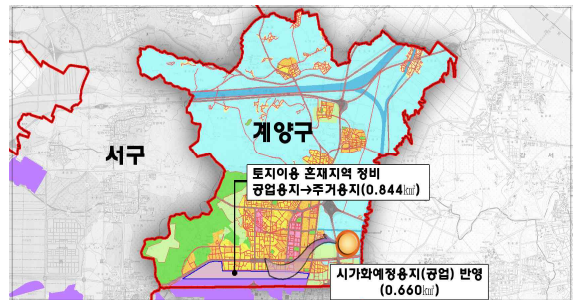 계양구
서구
토지이용 혼재지역 정비
공업용지→주거용지(0.844㎢)
시가화예정용지(공업) 반영
(0.660㎢)